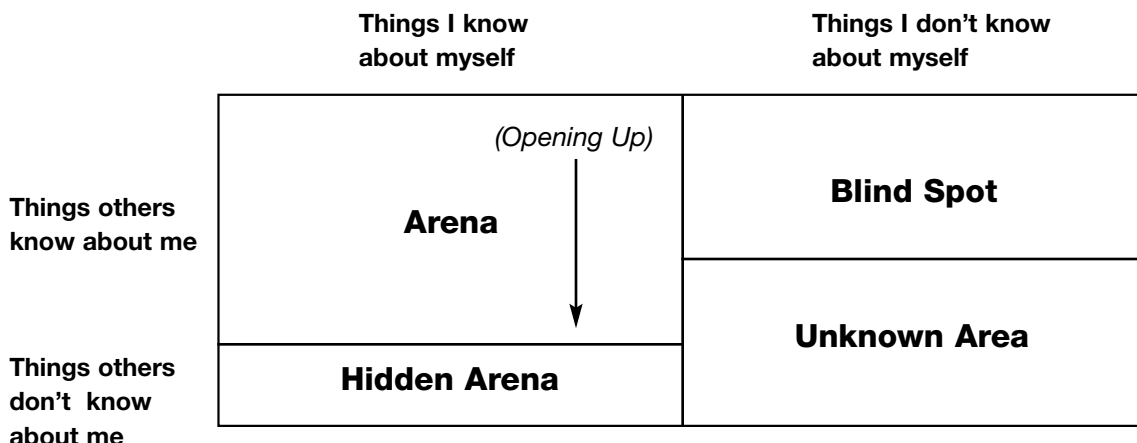 Things I know
about myself
Things I don’t know
about myself
(Opening Up)
Things others
know about me
Arena
Blind Spot
Things others
don’t know
about me
Hidden Arena
Unknown Area